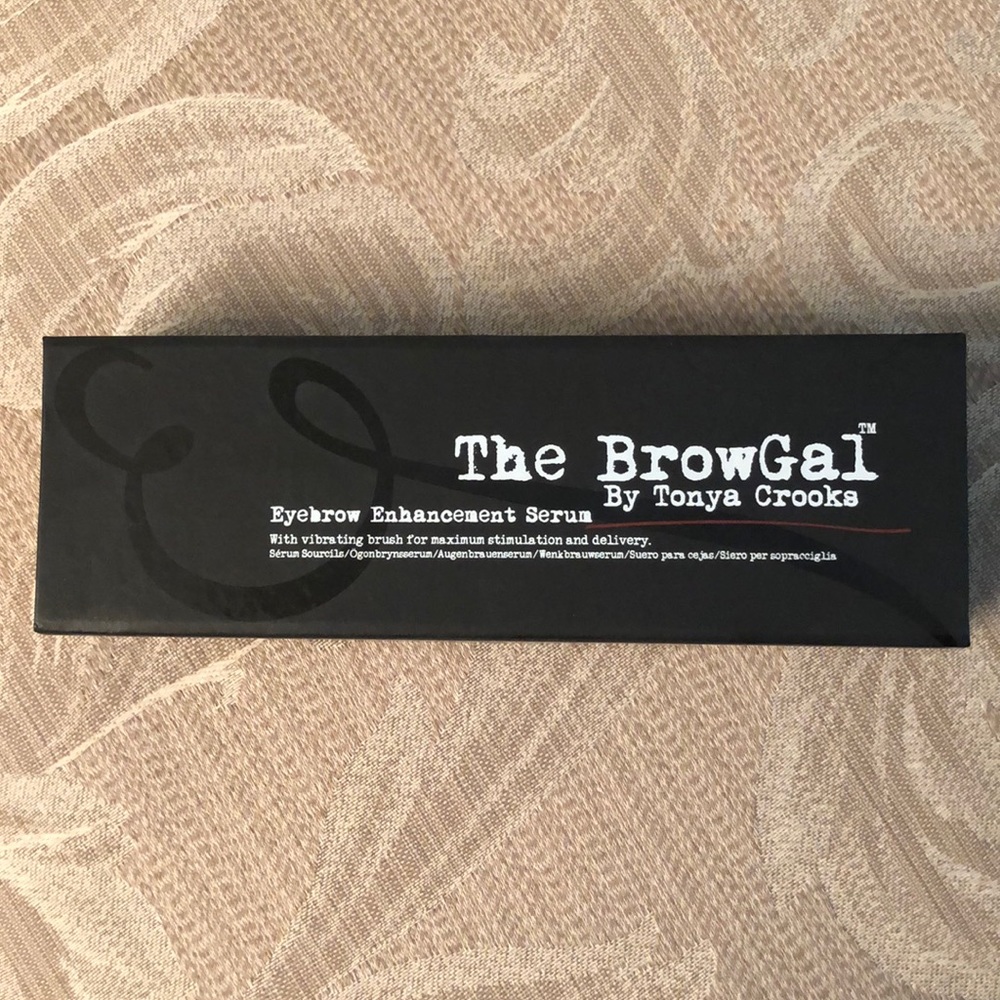 The BrowGal™
By Tonya Crooks
Eyebrow Enhancement Serum
With vibrating brush for maximum stimulation and delivery.
Sérum Sourcils/Ogonbrynsserum/Augenbrauenserum/Wenkbrauwserum/Suero para cejas/Siero per sopracciglia